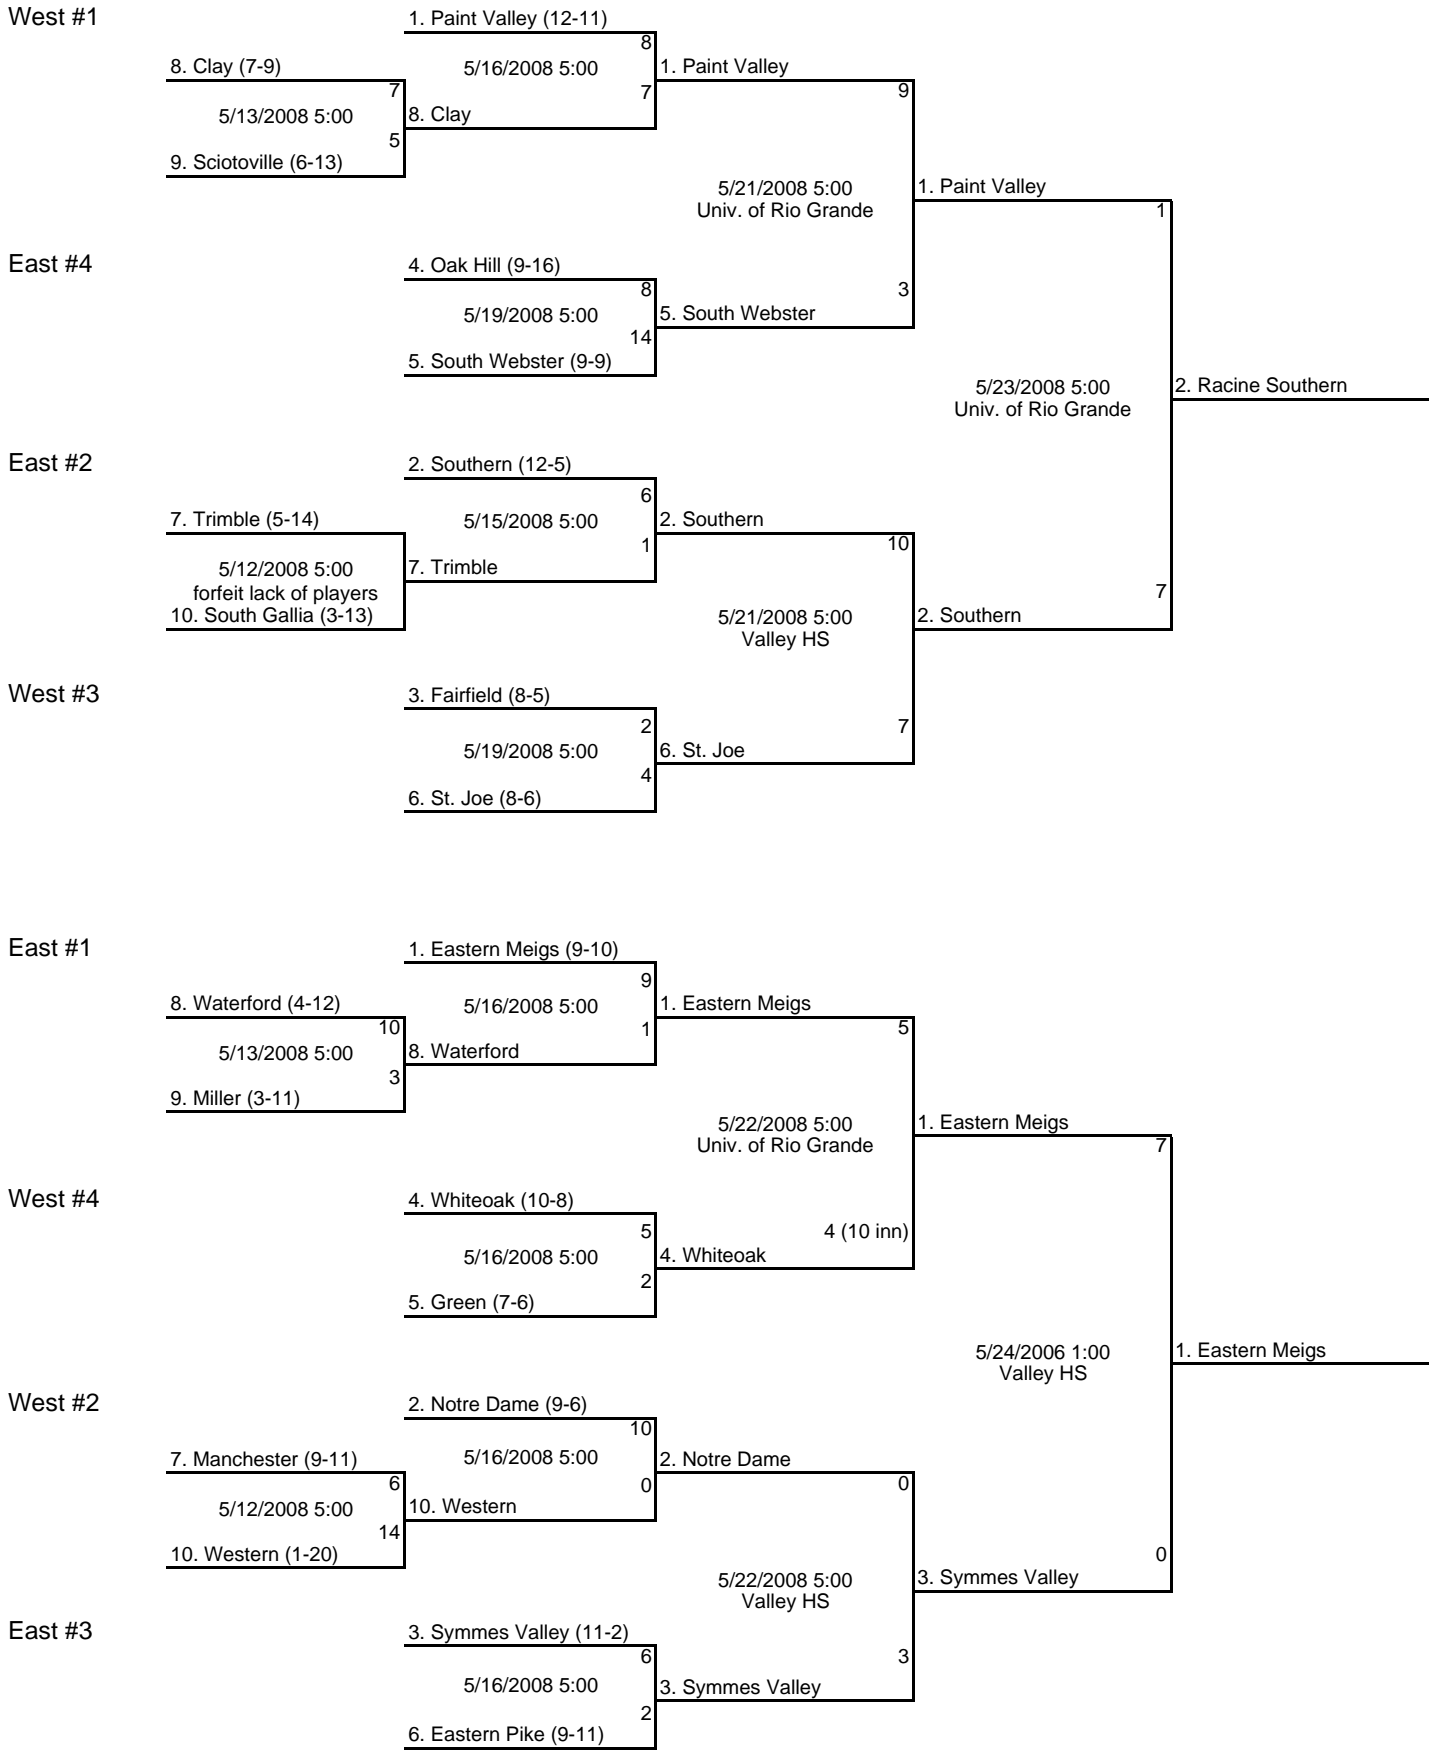 West #1
1. Paint Valley (12-11)
8
8. Clay (7-9)
5/16/2008 5:00
1. Paint Valley
7
7
9
5/13/2008 5:00
8. Clay
5
9. Sciotoville (6-13)
5/21/2008 5:00
Univ. of Rio Grande
1. Paint Valley
1
East #4
4. Oak Hill (9-16)
8
3
5/19/2008 5:00
5. South Webster
14
5. South Webster (9-9)
5/23/2008 5:00
Univ. of Rio Grande
2. Racine Southern
East #2
2. Southern (12-5)
6
7. Trimble (5-14)
5/15/2008 5:00
2. Southern
1
10
5/12/2008 5:00
forfeit lack of players
7. Trimble
10. South Gallia (3-13)
5/21/2008 5:00
Valley HS
2. Southern
7
West #3
3. Fairfield (8-5)
2
7
5/19/2008 5:00
6. St. Joe
4
6. St. Joe (8-6)
East #1
1. Eastern Meigs (9-10)
9
8. Waterford (4-12)
5/16/2008 5:00
1. Eastern Meigs
10
1
5
5/13/2008 5:00
8. Waterford
3
9. Miller (3-11)
5/22/2008 5:00
Univ. of Rio Grande
1. Eastern Meigs
7
West #4
4. Whiteoak (10-8)
5
4 (10 inn)
5/16/2008 5:00
4. Whiteoak
2
5. Green (7-6)
5/24/2006 1:00
Valley HS
1. Eastern Meigs
West #2
2. Notre Dame (9-6)
10
7. Manchester (9-11)
5/16/2008 5:00
2. Notre Dame
6
0
0
5/12/2008 5:00
10. Western
14
10. Western (1-20)
0
5/22/2008 5:00
Valley HS
3. Symmes Valley
East #3
3. Symmes Valley (11-2)
6
3
5/16/2008 5:00
3. Symmes Valley
2
6. Eastern Pike (9-11)